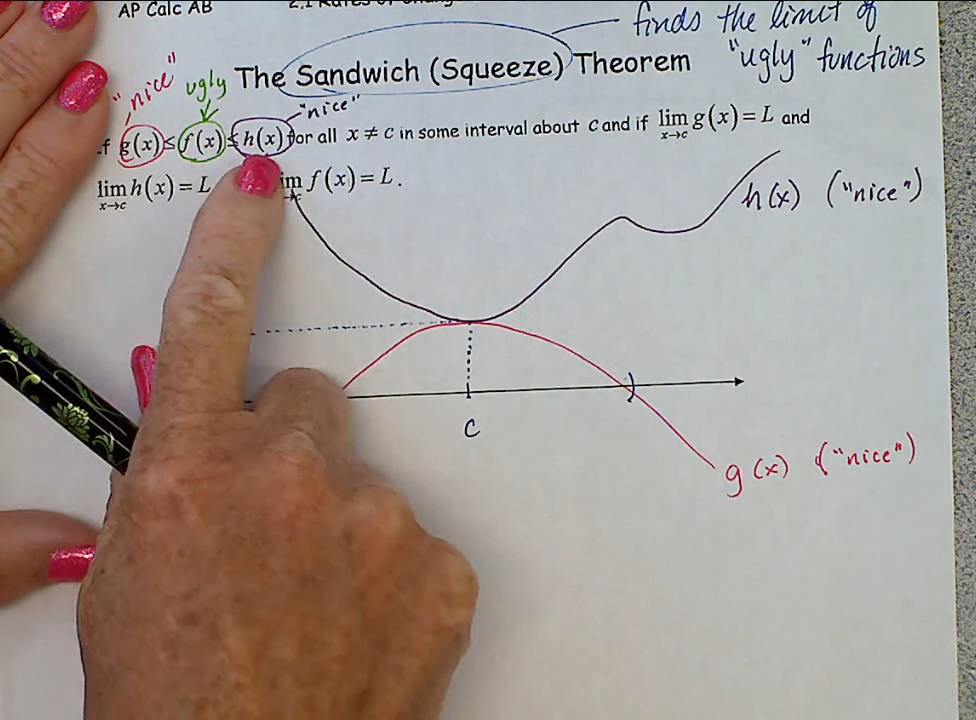 AP Calc AB
finds the limit of
"ugly" functions
The Sandwich (Squeeze) Theorem
"nice"
ugly
"nice"
f g(x) ≤ f(x) ≤ h(x) for all x ≠ c in some interval about c and if lim x→c g(x) = L and
lim x→c h(x) = L im f(x) = L.
h(x) ("nice")
c
g(x) ("nice")